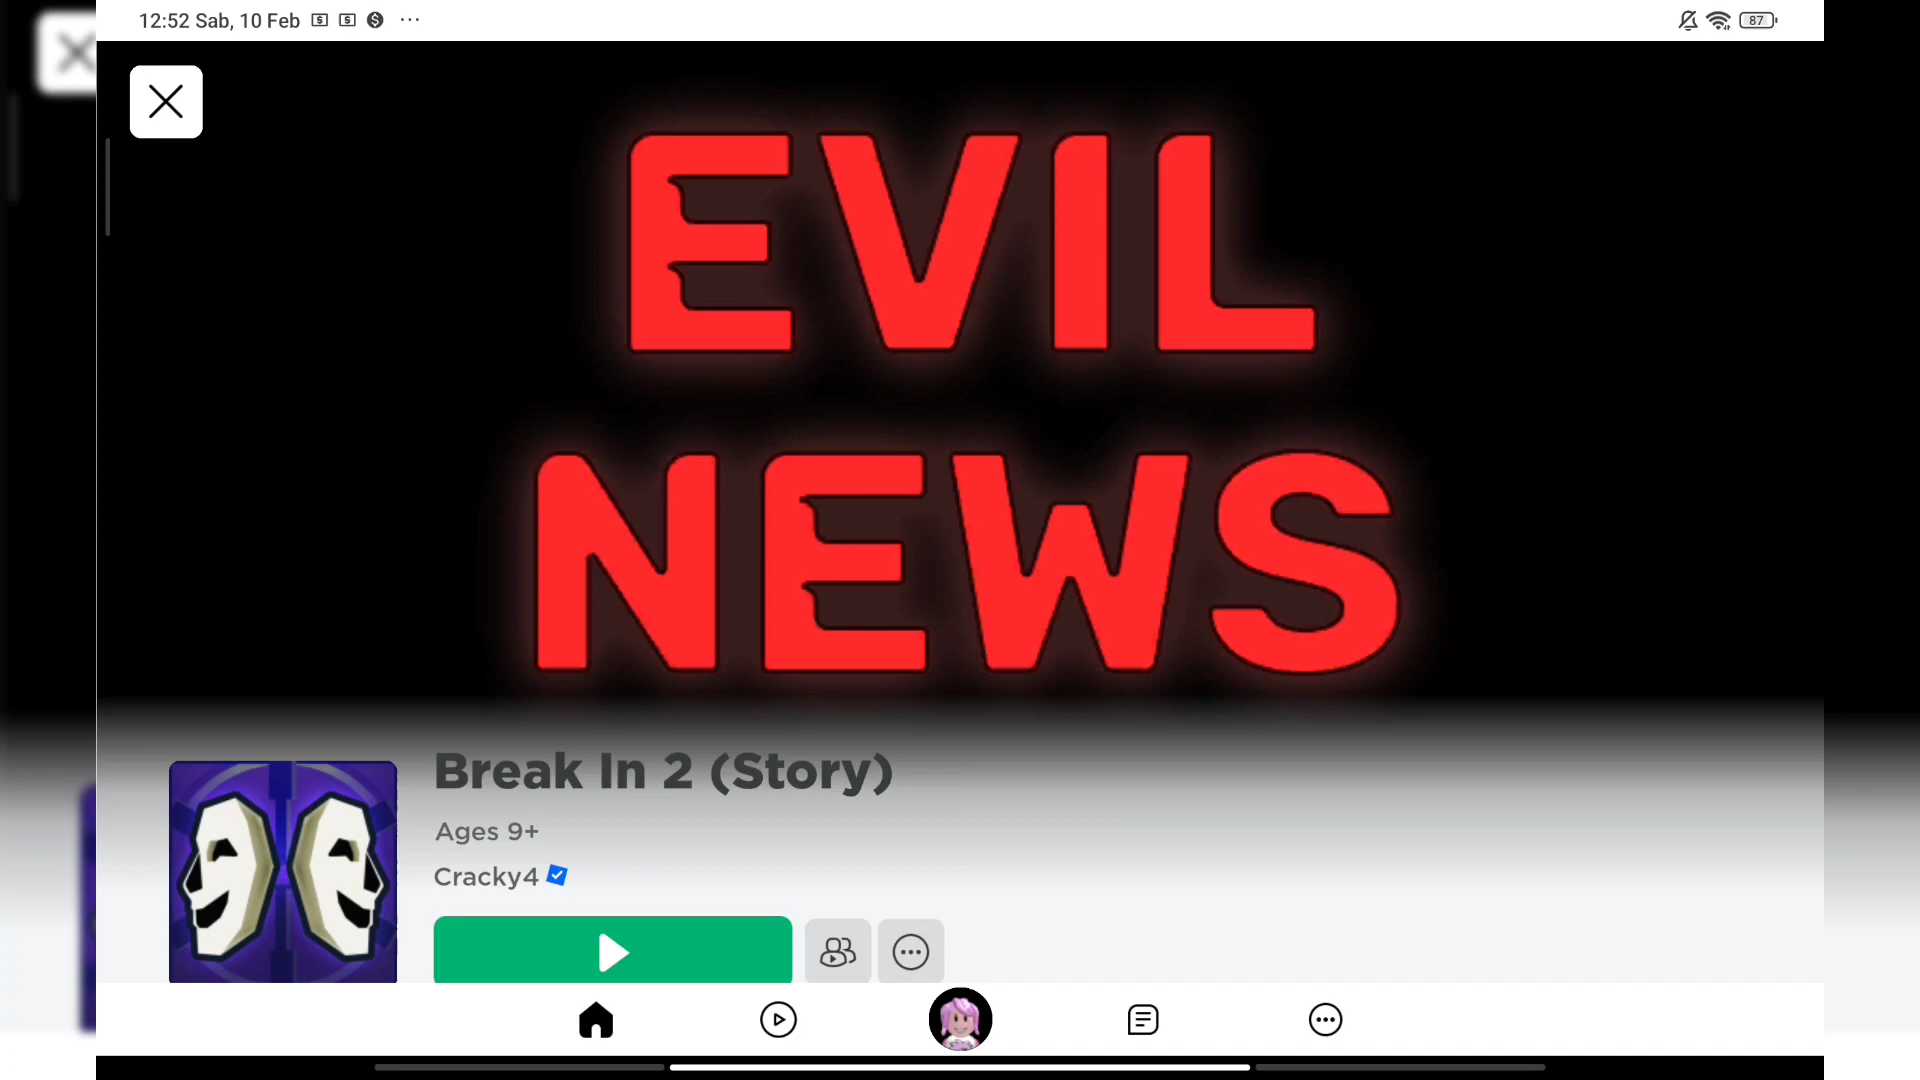 12:52 Sab, 10 Feb
87
EVIL
NEWS
Break In 2 (Story)
Ages 9+
Cracky4